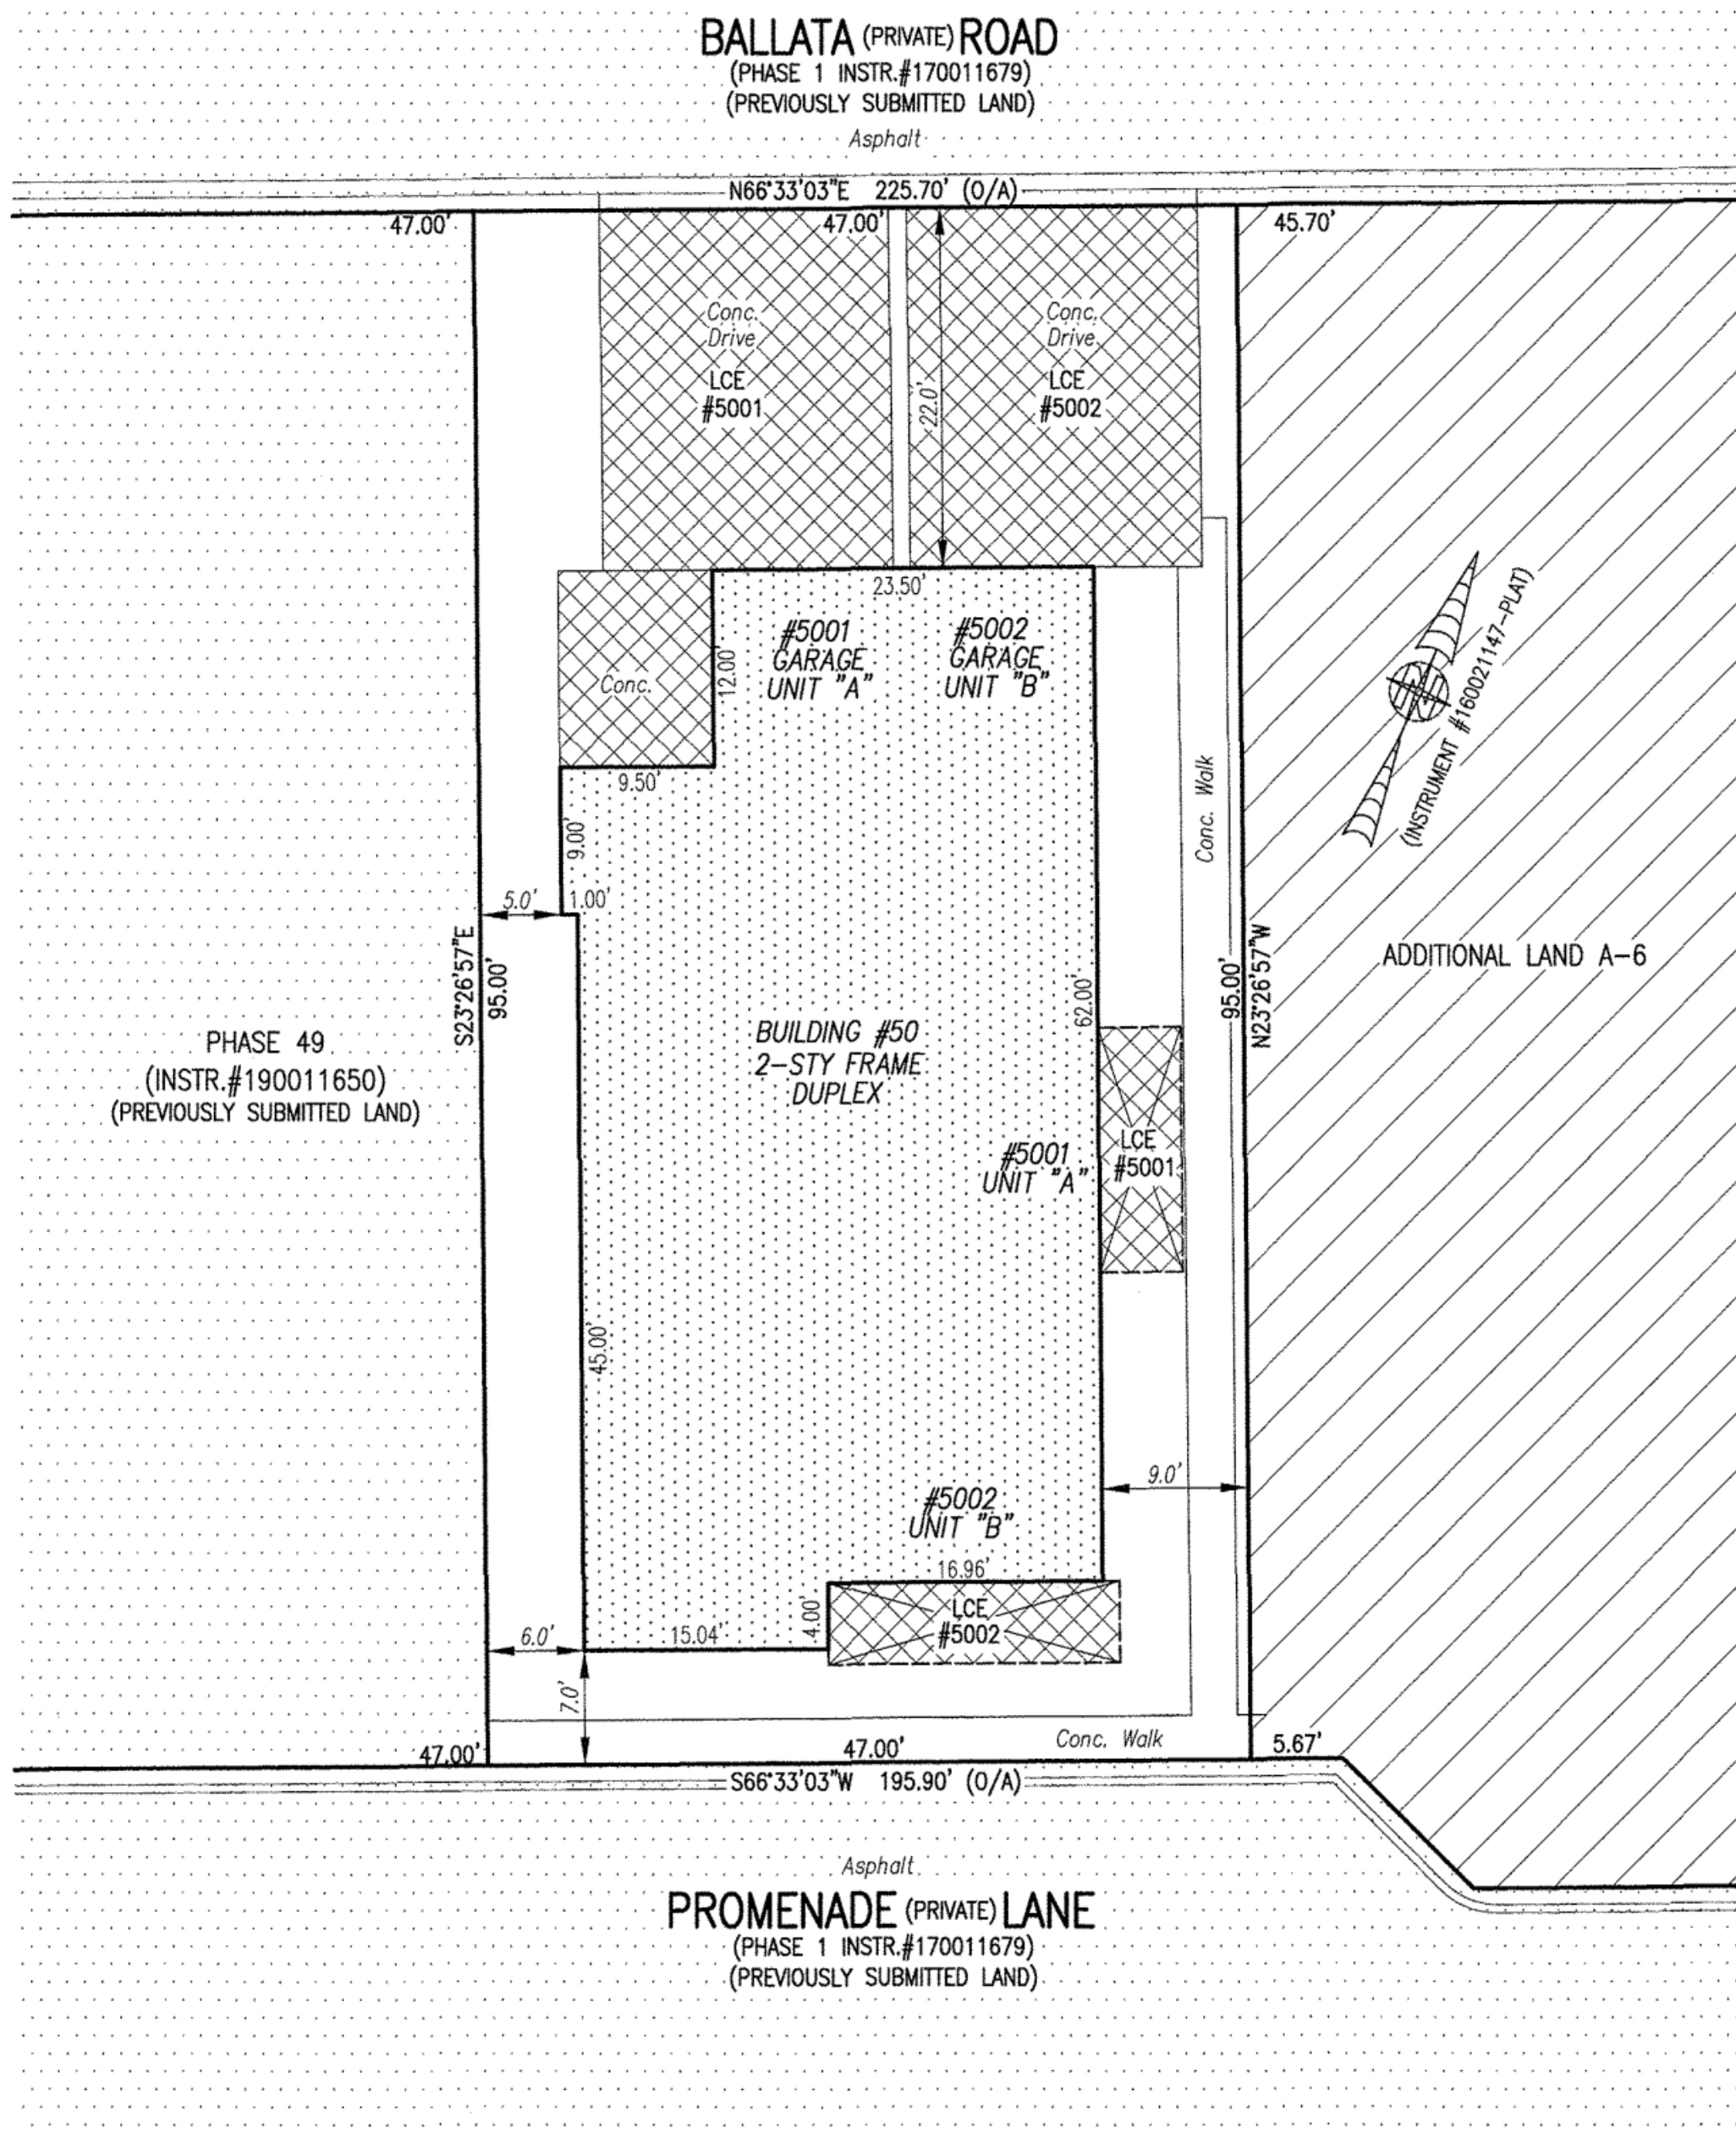 BALLATA (PRIVATE) ROAD
(PHASE 1 INSTR.#170011679)
(PREVIOUSLY SUBMITTED LAND)
Asphalt
N66°33'03"E 225.70' (O/A)
47.00'
47.00'
45.70'
Conc.
Drive
LCE
#5001
22.0'
Conc.
Drive
LCE
#5002
23.50'
#5001
GARAGE
UNIT "A"
#5002
GARAGE
UNIT "B"
12.00'
Conc.
9.50'
9.00'
1.00'
5.0'
Conc. Walk
(INSTRUMENT #160021147-PLAT)
ADDITIONAL LAND A-6
S23°26'57"E
95.00'
62.00'
95.00'
N23°26'57"W
PHASE 49
(INSTR.#190011650)
(PREVIOUSLY SUBMITTED LAND)
BUILDING #50
2-STY FRAME
DUPLEX
#5001
UNIT "A"
LCE
#5001
45.00'
9.0'
#5002
UNIT "B"
16.96'
LCE
#5002
4.00'
15.04'
6.0'
7.0'
Conc. Walk
47.00'
47.00'
5.67'
S66°33'03"W 195.90' (O/A)
Asphalt
PROMENADE (PRIVATE) LANE
(PHASE 1 INSTR.#170011679)
(PREVIOUSLY SUBMITTED LAND)